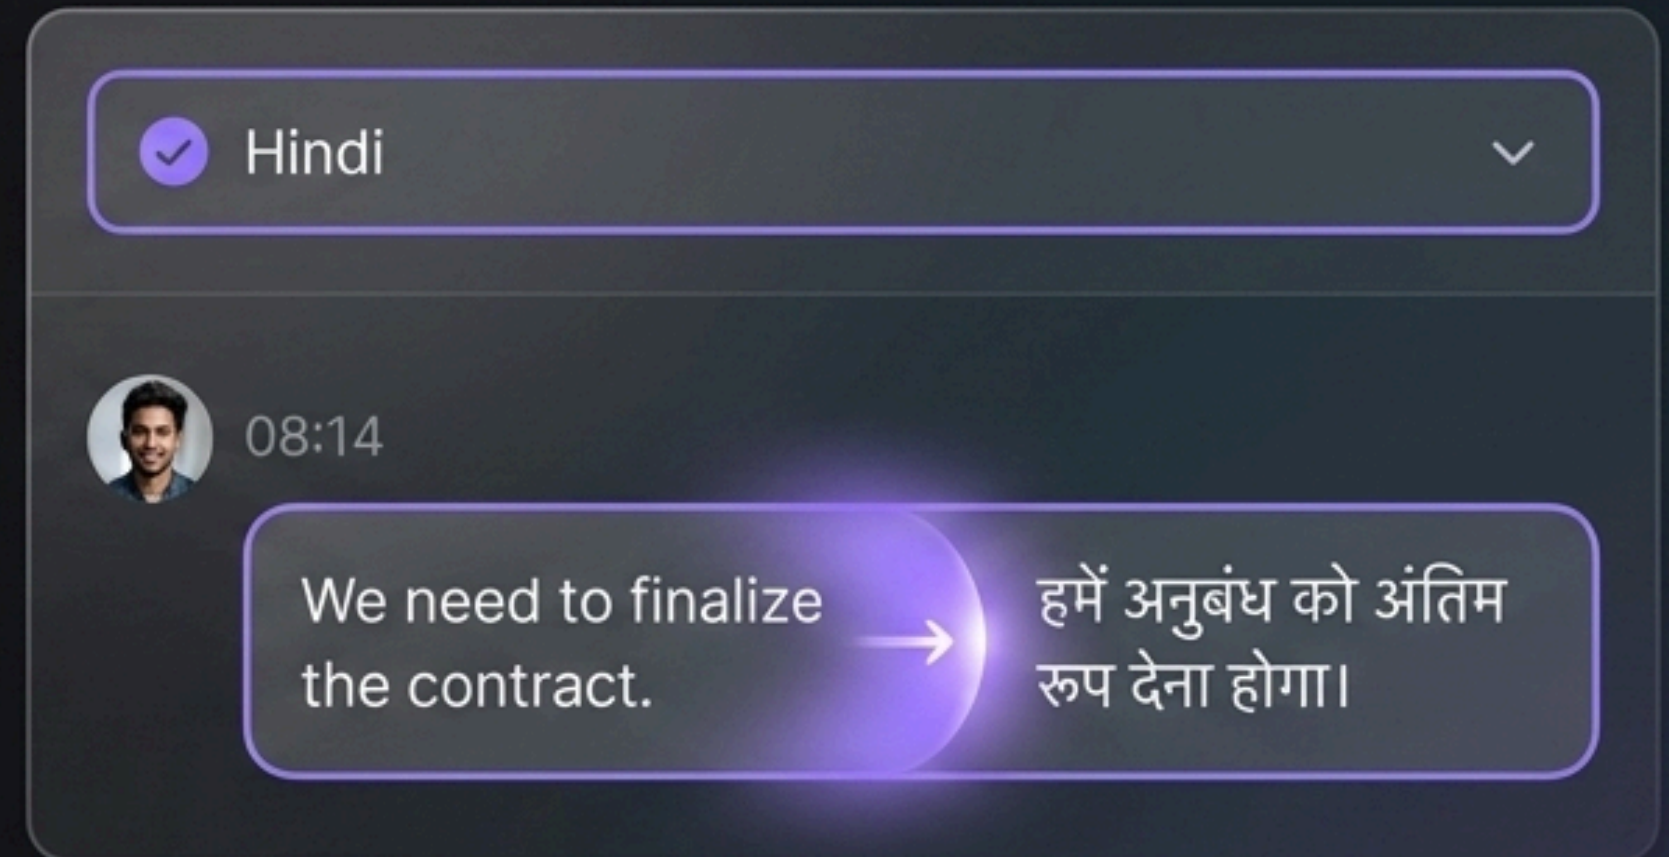 Hindi
08:14
We need to finalize
the contract.
हमें अनुबंध को अंतिम
रूप देना होगा।